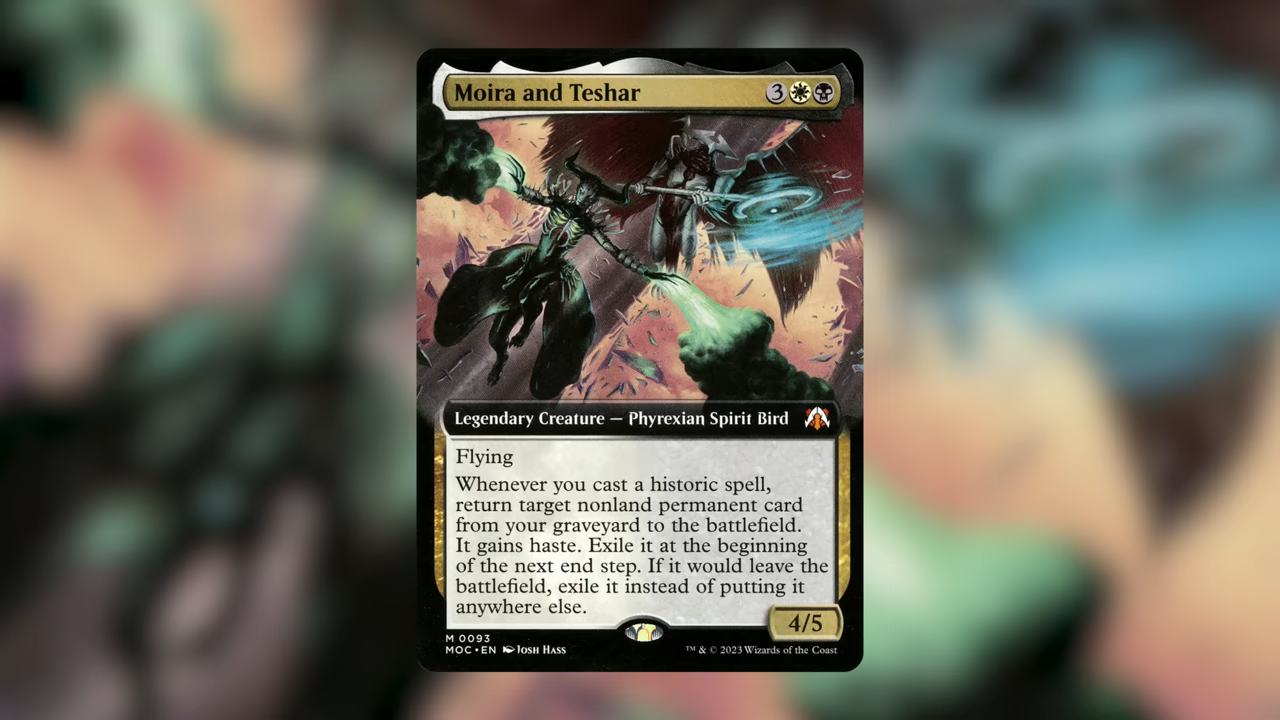 Moira and Teshar 3
Legendary Creature — Phyrexian Spirit Bird
Flying
Whenever you cast a historic spell,
return target nonland permanent card
from your graveyard to the battlefield.
It gains haste. Exile it at the beginning
of the next end step. If it would leave the
battlefield, exile it instead of putting it
anywhere else.
4/5
M 0093
MOC • EN Josh Hass
™ & © 2023 Wizards of the Coast